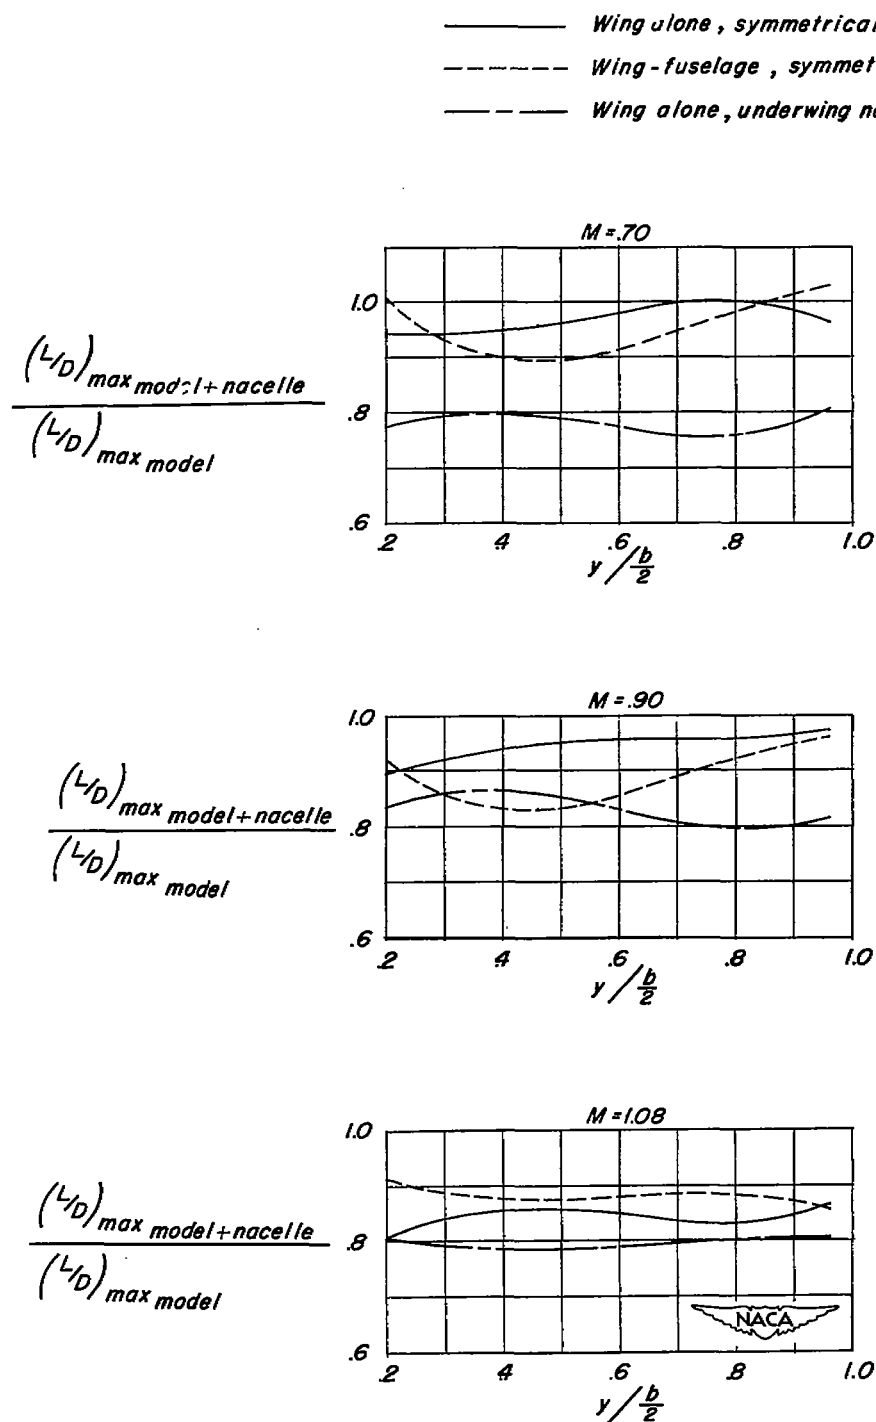 Wing alone, symmetrical
Wing-fuselage, symmet
Wing alone, underwing na
M=.70
1.0
.8
.6
(L/D)max model+nacelle
(L/D)max model
.2 .4 .6 .8 1.0
y/b/2
M=.90
1.0
.8
.6
(L/D)max model+nacelle
(L/D)max model
.2 .4 .6 .8 1.0
y/b/2
M=1.08
1.0
.8
.6
(L/D)max model+nacelle
(L/D)max model
NACA
.2 .4 .6 .8 1.0
y/b/2